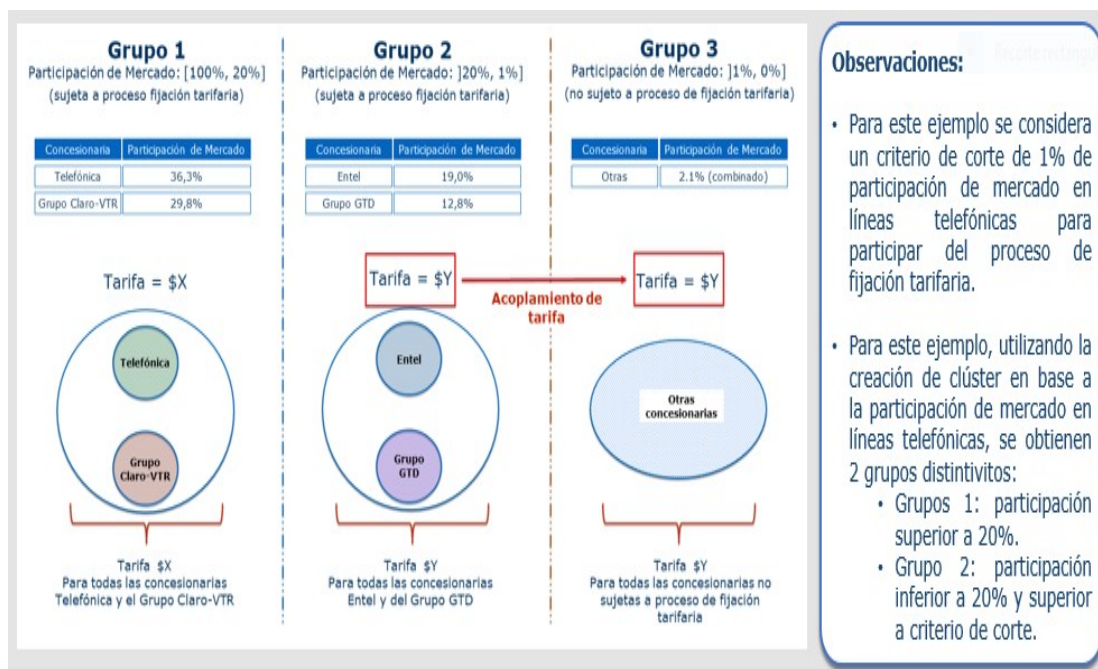 Grupo 1
Participación de Mercado: [100%, 20%]
(sujeta a proceso fijación tarifaria)
Concesionaria Participación de Mercado
Telefónica 36,3%
Grupo Claro-VTR 29,8%
Tarifa = $X
Telefónica
Grupo
Claro-VTR
Tarifa $X
Para todas las concesionarias
Telefónica y el Grupo Claro-VTR
Grupo 2
Participación de Mercado: ]20%, 1%]
(sujeta a proceso fijación tarifaria)
Concesionaria Participación de Mercado
Entel 19,0%
Grupo GTD 12,8%
Tarifa = $Y
Acoplamiento de
tarifa
Entel
Grupo
GTD
Tarifa $Y
Para todas las concesionarias
Entel y del Grupo GTD
Grupo 3
Participación de Mercado: ]1%, 0%]
(no sujeto a proceso de fijación tarifaria)
Concesionaria Participación de Mercado
Otras 2.1% (combinado)
Tarifa = $Y
Otras
concesionarias
Tarifa $Y
Para todas las concesionarias no
sujetas a proceso de fijación
tarifaria
Recorte rectangul
Observaciones:
• Para este ejemplo se considera
un criterio de corte de 1% de
participación de mercado en
líneas telefónicas para
participar del proceso de
fijación tarifaria.
• Para este ejemplo, utilizando la
creación de clúster en base a
la participación de mercado en
líneas telefónicas, se obtienen
2 grupos distintivitos:
• Grupos 1: participación
superior a 20%.
• Grupo 2: participación
inferior a 20% y superior
a criterio de corte.